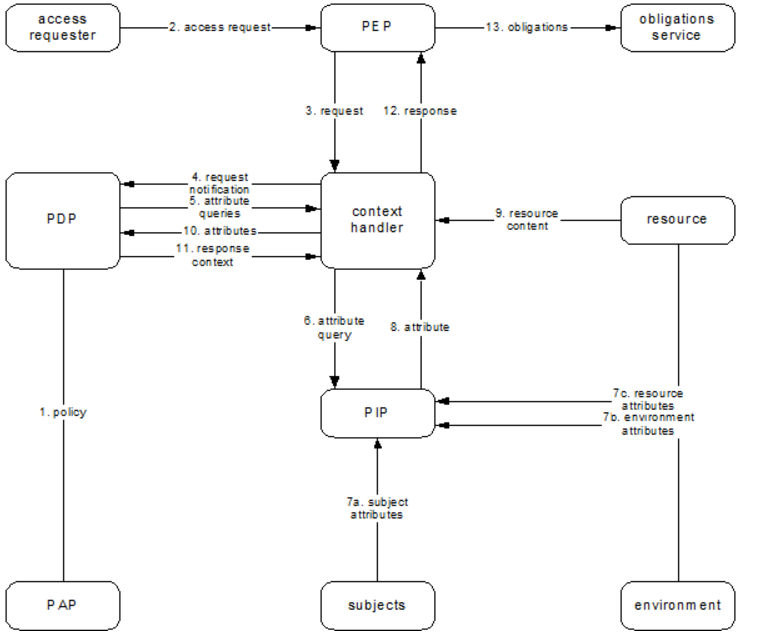 access
requester
2. access request
PEP
13. obligations
obligations
service
3. request
12. response
PDP
4. request
notification
5. attribute
queries
10. attributes
11. response
context
context
handler
9. resource
content
resource
6. attribute
query
8. attribute
1. policy
PIP
7c. resource
attributes
7b. environment
attributes
7a. subject
attributes
PAP
subjects
environment